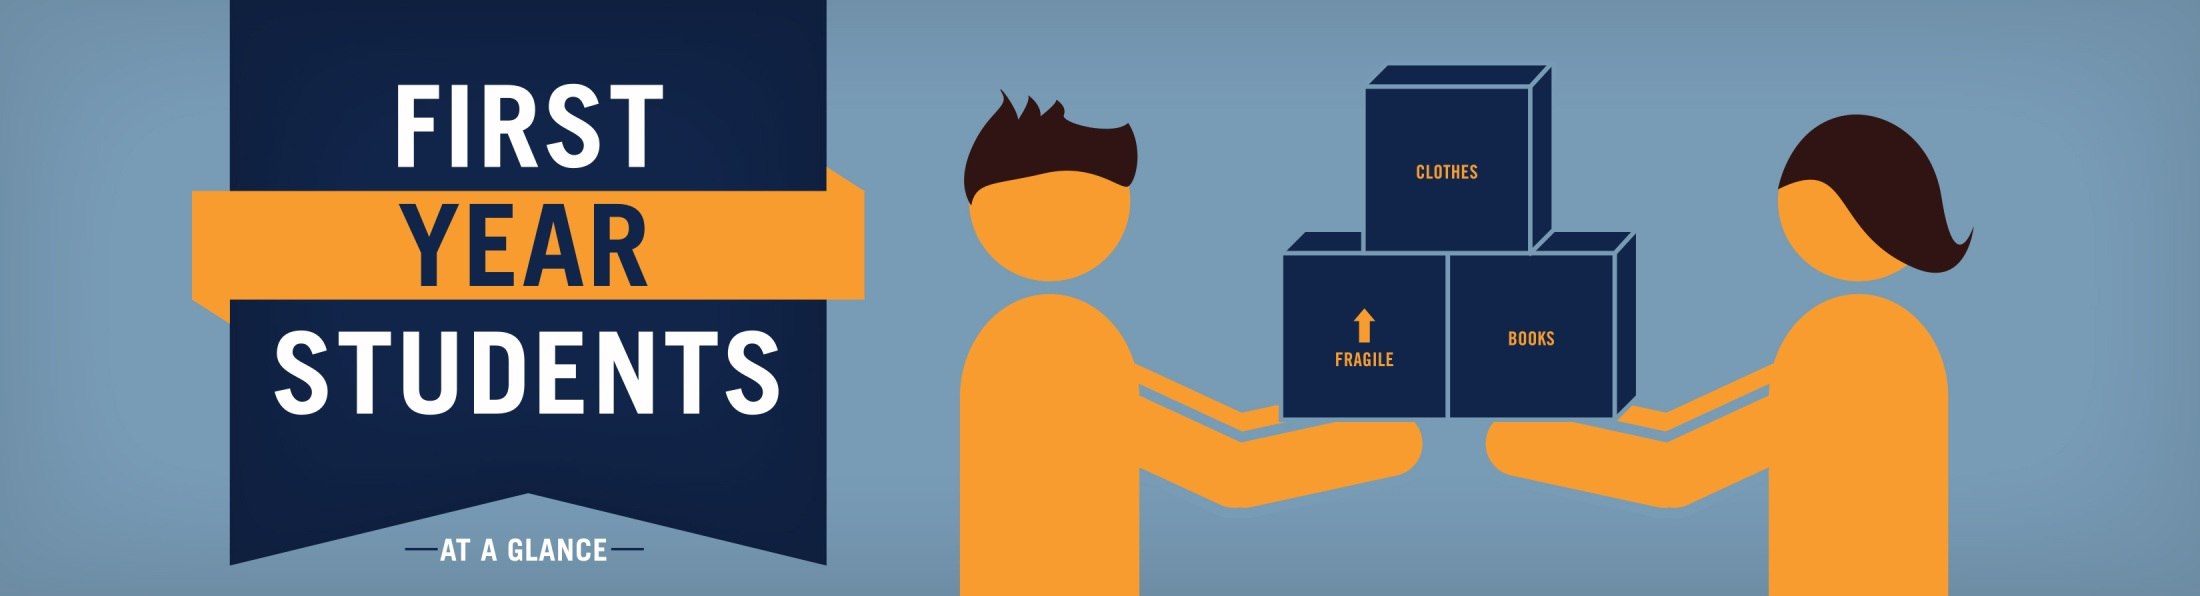 FIRST
YEAR
STUDENTS
AT A GLANCE
CLOTHES
FRAGILE
BOOKS